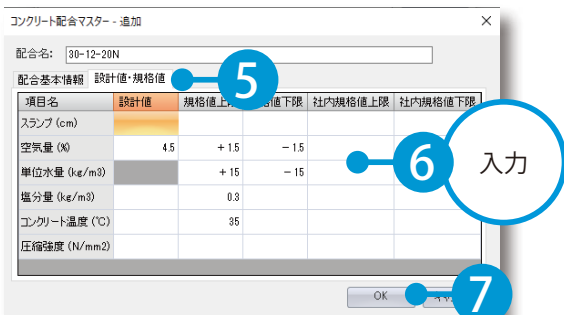 コンクリート配合マスター - 追加
配合名: 30-12-20N
配合基本情報 設計値・規格値 5
項目名 設計値 規格値上限 規格値下限 社内規格値上限 社内規格値下限
スランプ (cm)
空気量 (%) 4.5 + 1.5 - 1.5
6 入力
単位水量 (kg/m3) + 15 - 15
塩分量 (kg/m3) 0.3
コンクリート温度 (℃) 35
圧縮強度 (N/mm2)
OK 7